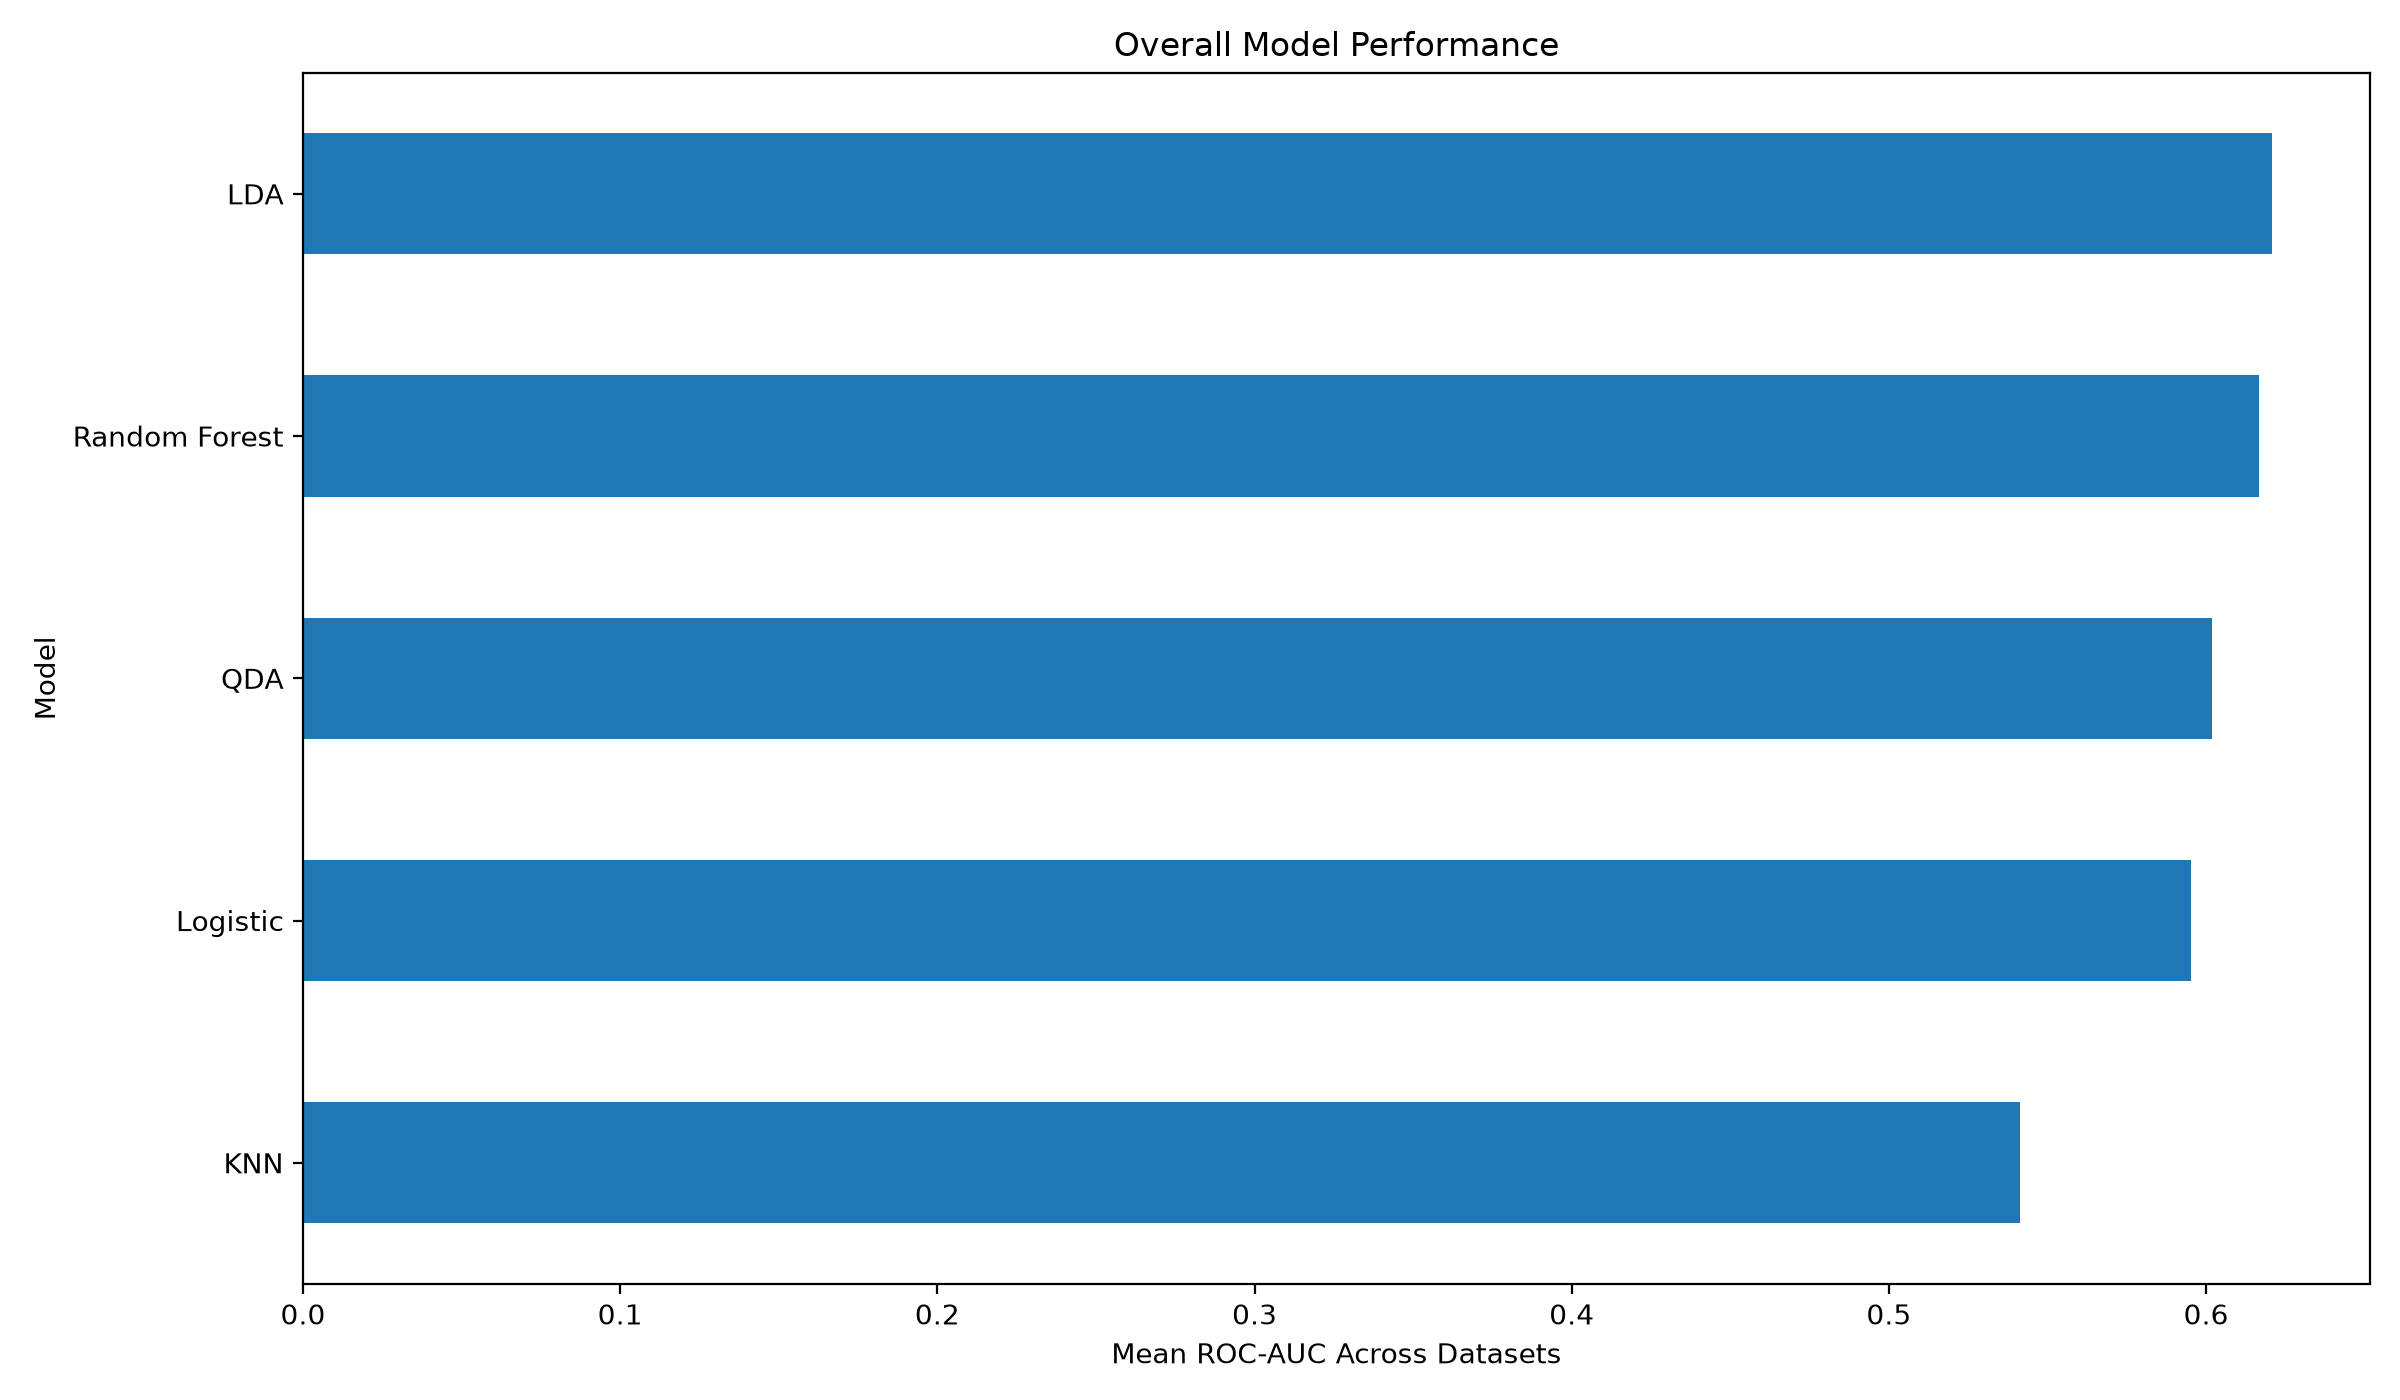 Overall Model Performance
LDA
Random Forest
QDA
Logistic
KNN
Model
0.0 0.1 0.2 0.3 0.4 0.5 0.6
Mean ROC-AUC Across Datasets